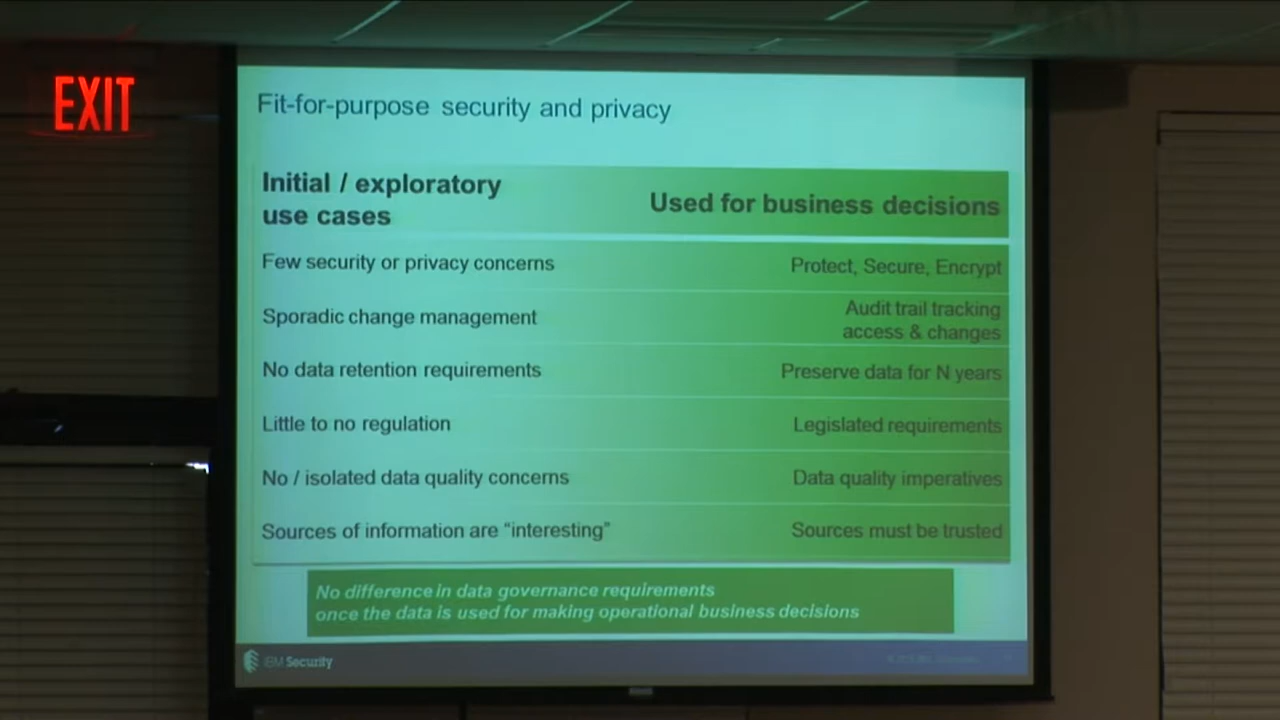 EXIT
Fit-for-purpose security and privacy
Initial / exploratory
use cases
Used for business decisions
Few security or privacy concerns
Protect, Secure, Encrypt
Sporadic change management
Audit trail tracking
access & changes
No data retention requirements
Preserve data for N years
Little to no regulation
Legislated requirements
No / isolated data quality concerns
Data quality imperatives
Sources of information are “interesting”
Sources must be trusted
No difference in data governance requirements
once the data is used for making operational business decisions
IBM Security